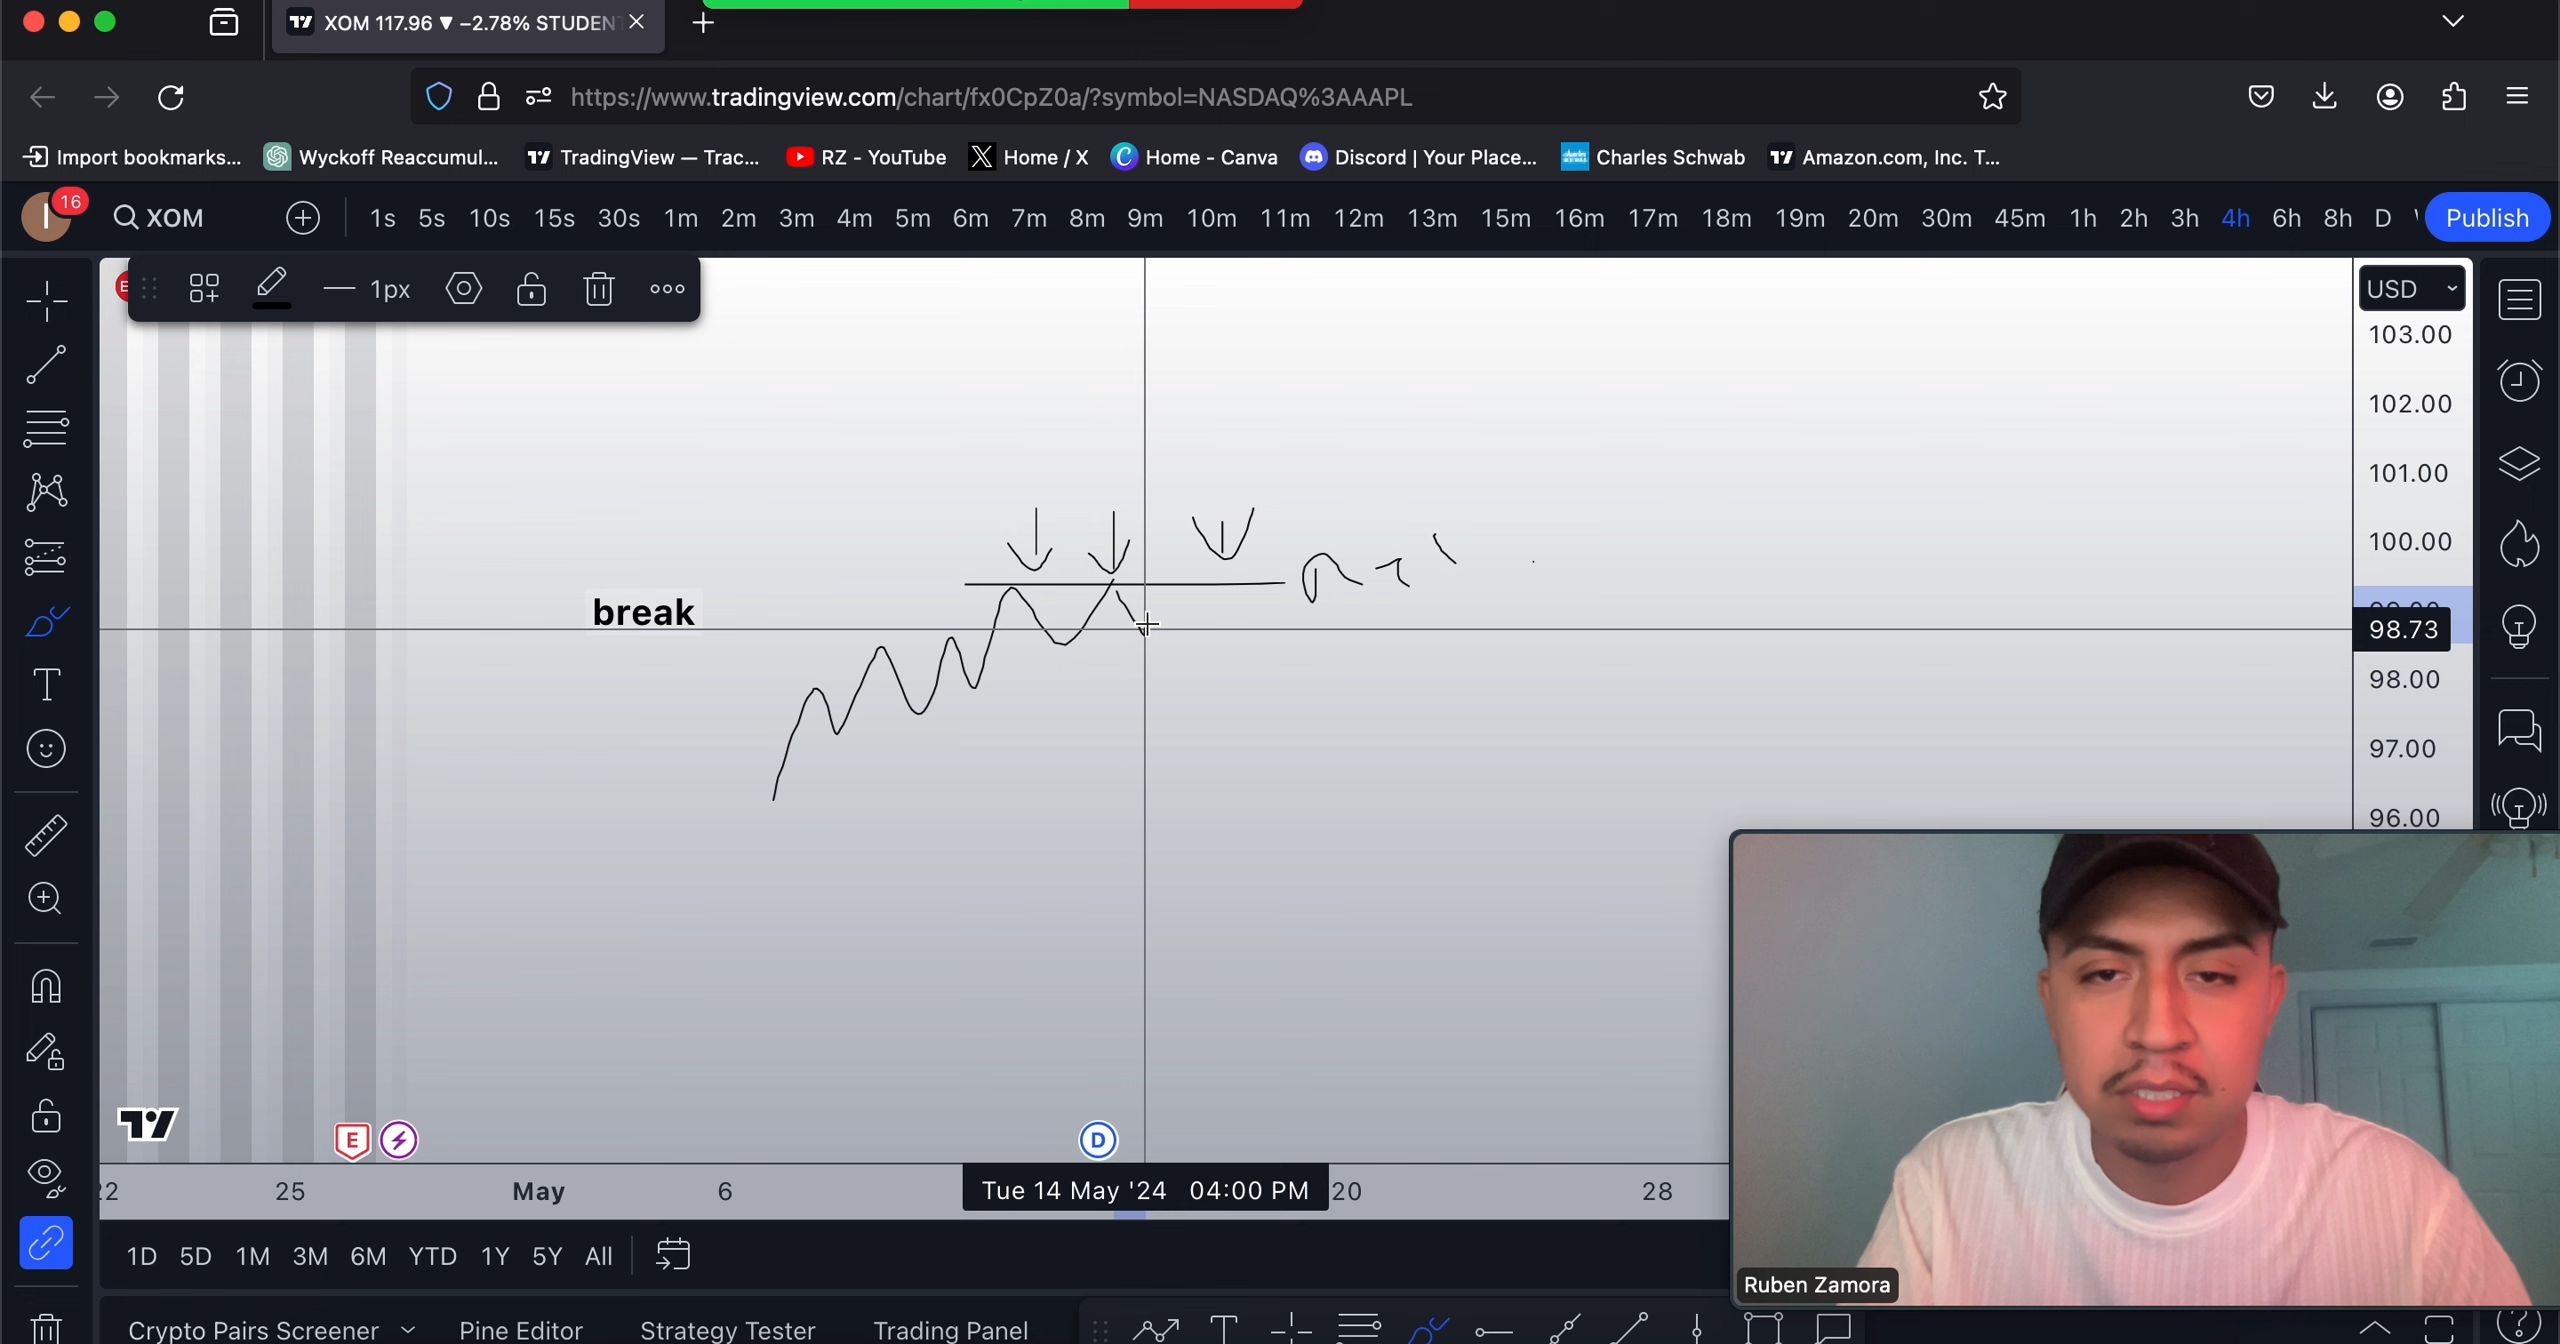 XOM 117.96 ▼ −2.78% STUDEN
https://www.tradingview.com/chart/fx0CpZ0a/?symbol=NASDAQ%3AAAPL
Import bookmarks... Wyckoff Reaccumul... TradingView — Trac... RZ - YouTube Home / X Home - Canva Discord | Your Place... Charles Schwab Amazon.com, Inc. T...
16 XOM 1s 5s 10s 15s 30s 1m 2m 3m 4m 5m 6m 7m 8m 9m 10m 11m 12m 13m 15m 16m 17m 18m 19m 20m 30m 45m 1h 2h 3h 4h 6h 8h D Publish
1px
USD
103.00
102.00
101.00
100.00
break
98.73
98.00
97.00
96.00
E D
25 May 6 Tue 14 May '24 04:00 PM 20 28
1D 5D 1M 3M 6M YTD 1Y 5Y All
Ruben Zamora
Crypto Pairs Screener Pine Editor Strategy Tester Trading Panel